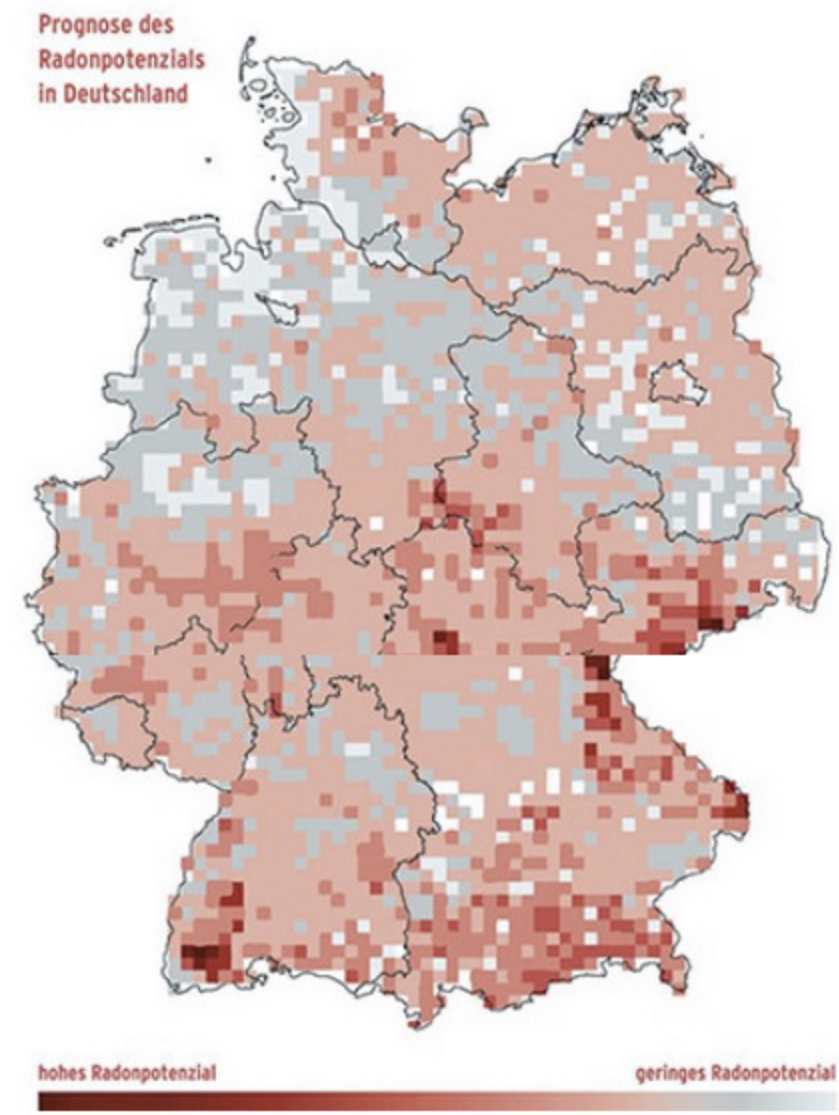 Prognose des
Radonpotenzials
in Deutschland
hohes Radonpotenzial
geringes Radonpotenzial